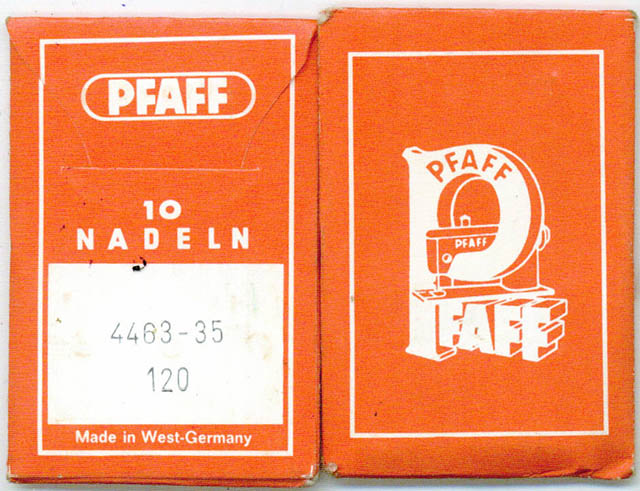 PFAFF
10
NADELN
4463-35
120
Made in West-Germany
PFAFF
PFAFF
PFAFF